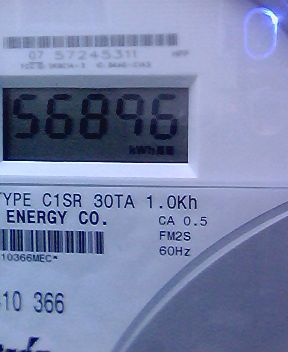 07 57245311
56896
kWh
TYPE C1SR 30TA 1.0Kh
ENERGY CO. CA 0.5
FM2S
60Hz
10366MEC*
10 366